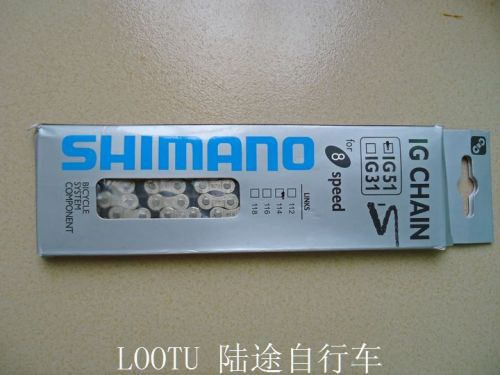 SHIMANO
for 8 speed
IG51
IG31
IG CHAIN
LINKS
112
114
116
118
BICYCLE
SYSTEM
COMPONENT
LOOTU 陆途自行车